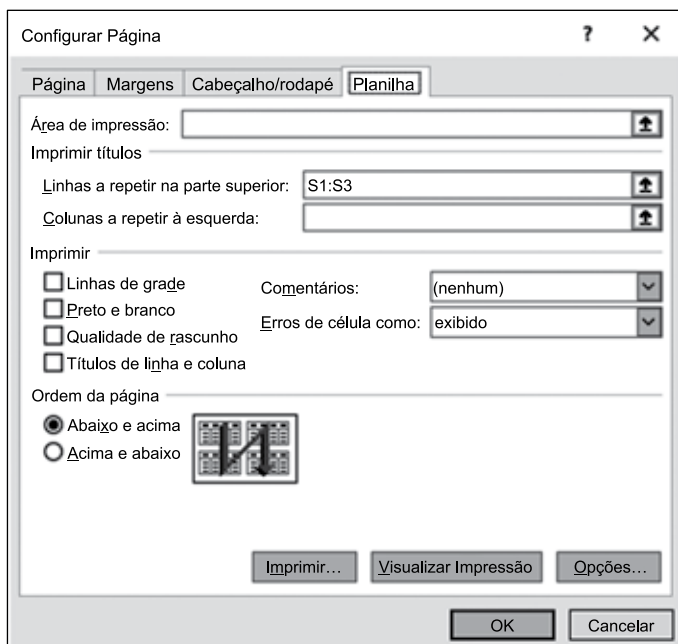 Configurar Página ? ×
Página Margens Cabeçalho/rodapé Planilha
Área de impressão:
Imprimir títulos
Linhas a repetir na parte superior: S1:S3
Colunas a repetir à esquerda:
Imprimir
Linhas de grade
Preto e branco
Qualidade de rascunho
Títulos de linha e coluna
Comentários: (nenhum)
Erros de célula como: exibido
Ordem da página
Abaixo e acima
Acima e abaixo
Imprimir... Visualizar Impressão Opções...
OK Cancelar